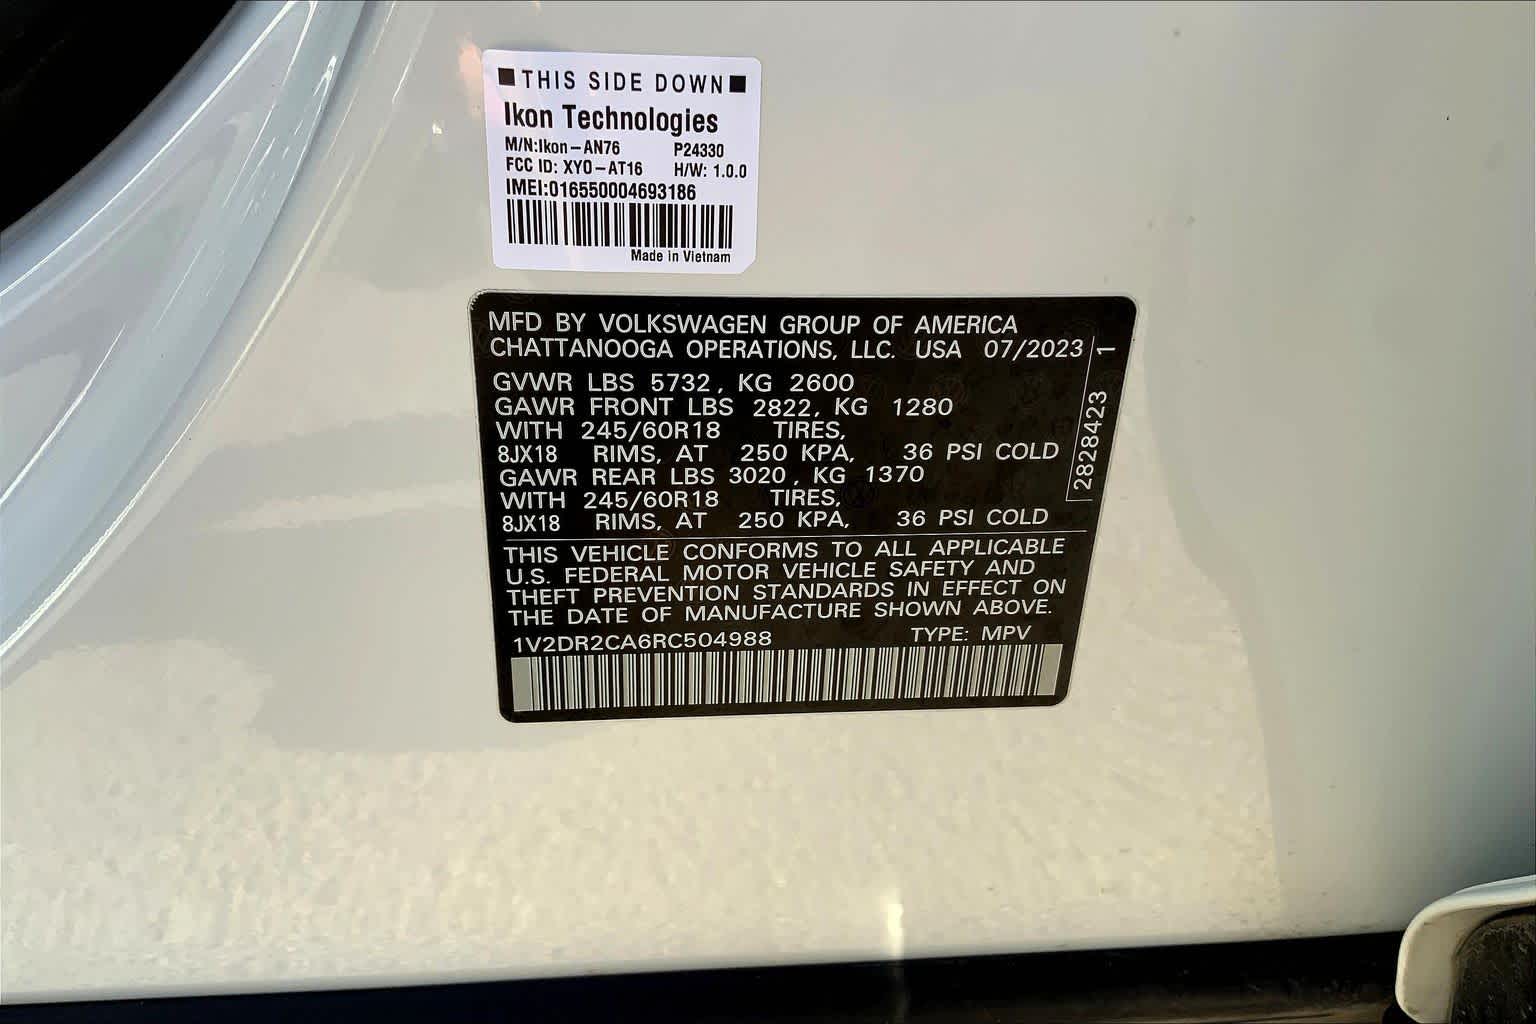 THIS SIDE DOWN
Ikon Technologies
M/N:Ikon-AN76 P24330
FCC ID: XYO-AT16 H/W: 1.0.0
IMEI:016550004693186
Made in Vietnam
MFD BY VOLKSWAGEN GROUP OF AMERICA
CHATTANOOGA OPERATIONS, LLC. USA 07/2023
GVWR LBS 5732, KG 2600
GAWR FRONT LBS 2822, KG 1280
WITH 245/60R18 TIRES,
8JX18 RIMS, AT 250 KPA, 36 PSI COLD
GAWR REAR LBS 3020, KG 1370
WITH 245/60R18 TIRES,
8JX18 RIMS, AT 250 KPA, 36 PSI COLD
2828423 1
THIS VEHICLE CONFORMS TO ALL APPLICABLE
U.S. FEDERAL MOTOR VEHICLE SAFETY AND
THEFT PREVENTION STANDARDS IN EFFECT ON
THE DATE OF MANUFACTURE SHOWN ABOVE.
1V2DR2CA6RC504988 TYPE: MPV